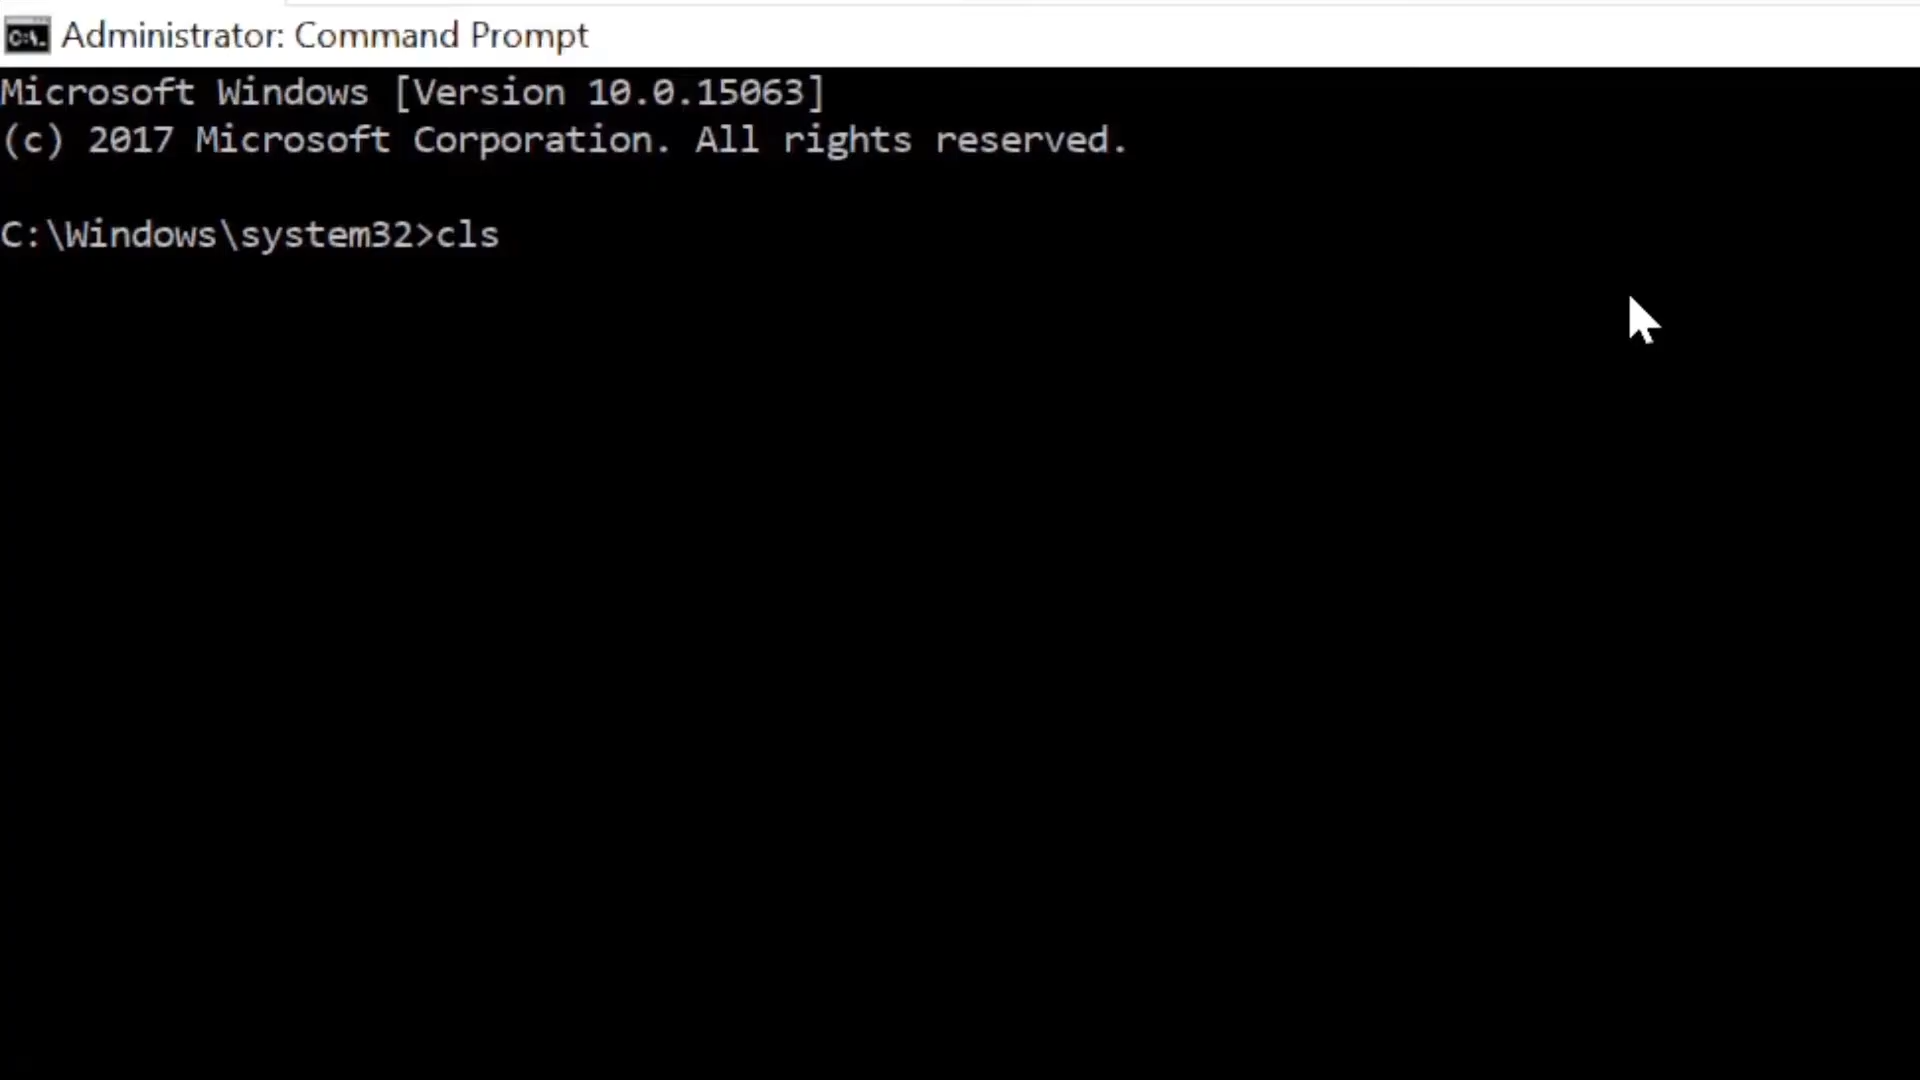 Administrator: Command Prompt
Microsoft Windows [Version 10.0.15063]
(c) 2017 Microsoft Corporation. All rights reserved.
C:\Windows\system32>cls